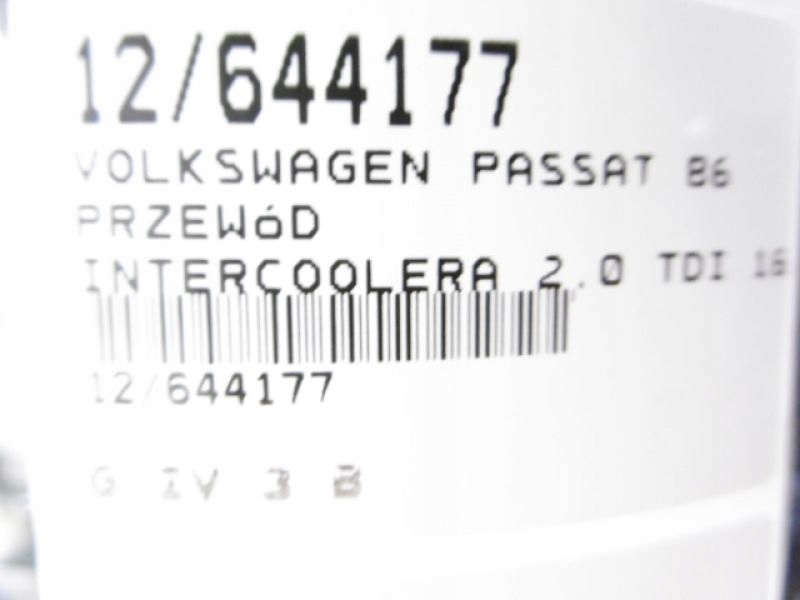 12/644177
VOLKSWAGEN PASSAT B6
PRZEWóD
INTERCOOLERA 2.0 TDI 16
12/644177
G IV 3 B